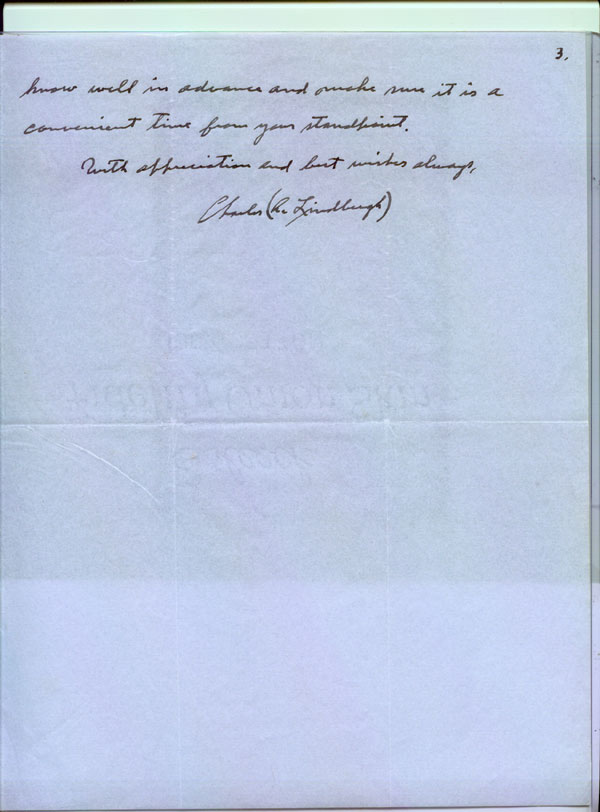 3.
know well in advance and make sure it is a
convenient time from your standpoint.
With appreciation and best wishes always,
Charles (A. Lindbergh)